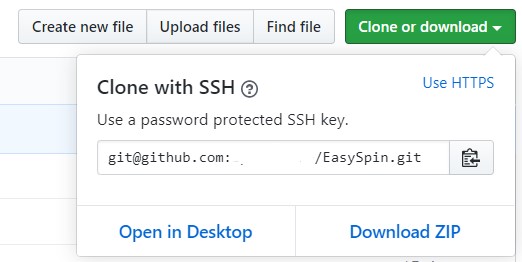 Create new file Upload files Find file Clone or download
Clone with SSH Use HTTPS
Use a password protected SSH key.
git@github.com: /EasySpin.git
Open in Desktop Download ZIP